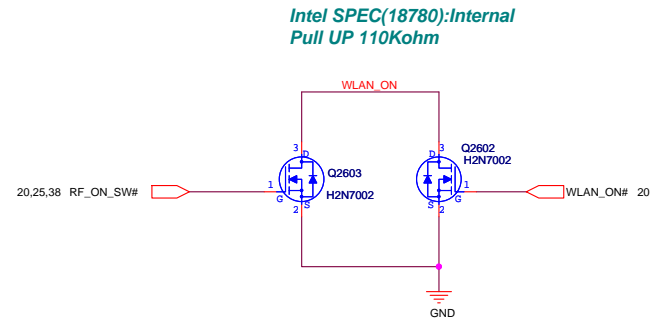 Intel SPEC(18780):Internal
Pull UP 110Kohm
WLAN_ON
3
D
Q2603
1
G
H2N7002
2
S
3
D
Q2602
H2N7002
1
G
2
S
20,25,38 RF_ON_SW#
WLAN_ON# 20
GND